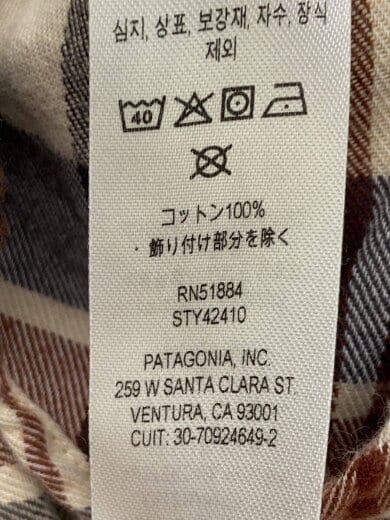 심지, 상표, 보강재, 자수, 장식
제외
40
コットン100%
・飾り付け部分を除く
RN51884
STY42410
PATAGONIA, INC.
259 W SANTA CLARA ST
VENTURA, CA 93001
CUIT: 30-70924649-2